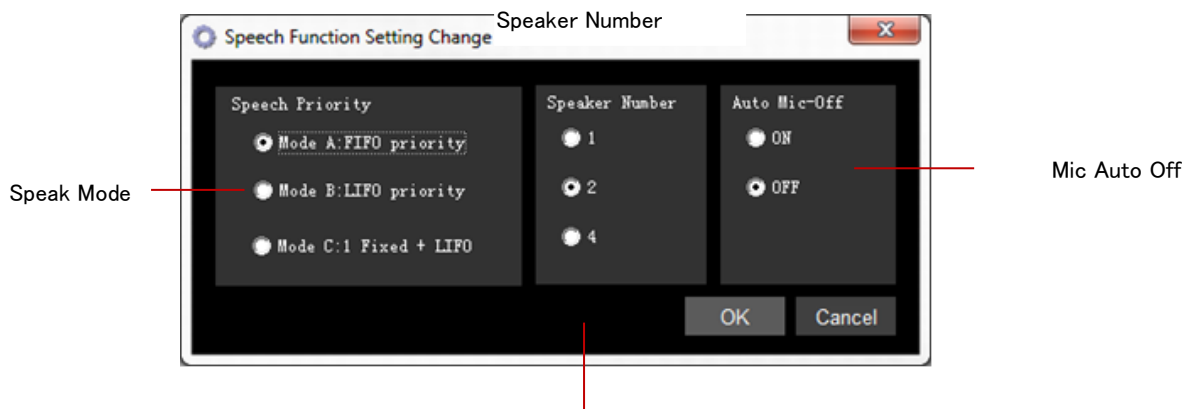 Speaker Number
Speech Function Setting Change
Speech Priority
Mode A:FIFO priority
Mode B:LIFO priority
Mode C:1 Fixed + LIFO
Speaker Number
1
2
4
Auto Mic-Off
ON
OFF
OK
Cancel
Speak Mode
Mic Auto Off